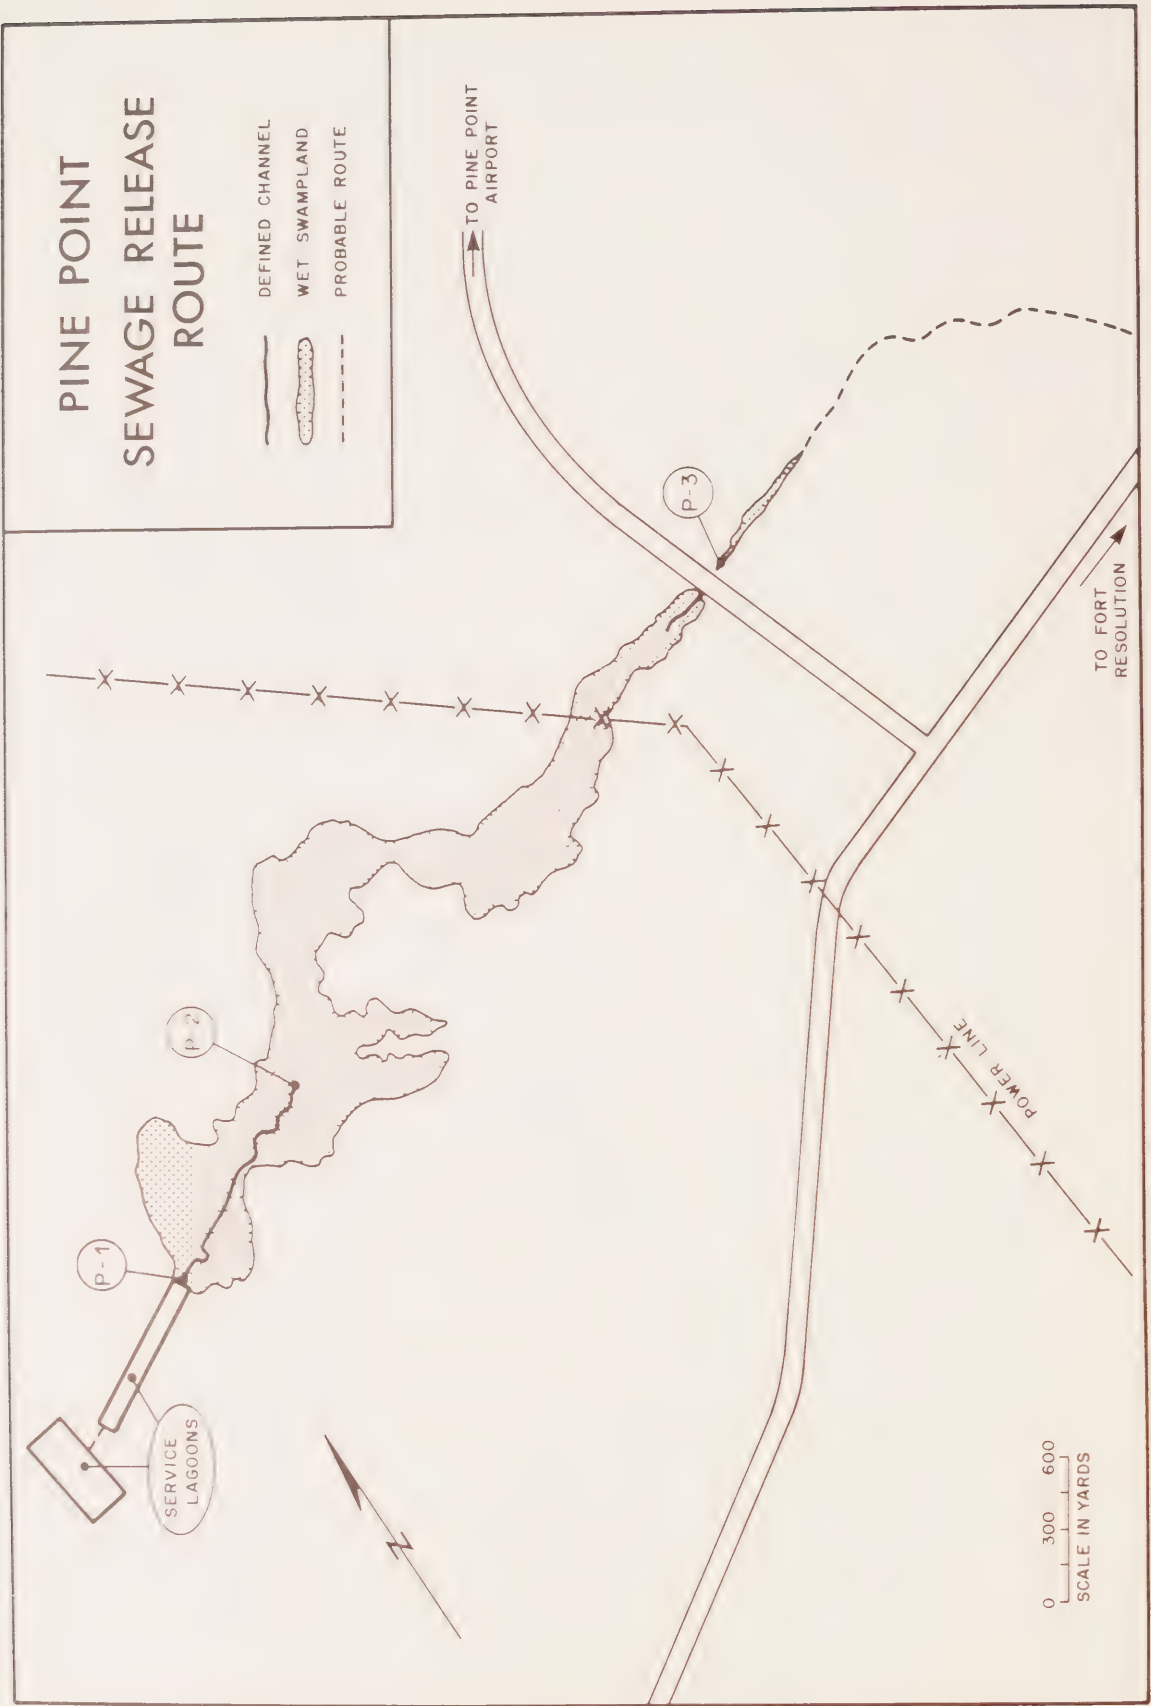 PINE POINT
SEWAGE RELEASE
ROUTE
DEFINED CHANNEL
WET SWAMPLAND
PROBABLE ROUTE
TO PINE POINT
AIRPORT
P-3
P-2
P-1
SERVICE
LAGOONS
N
POWER LINE
TO FORT
RESOLUTION
0 300 600
SCALE IN YARDS